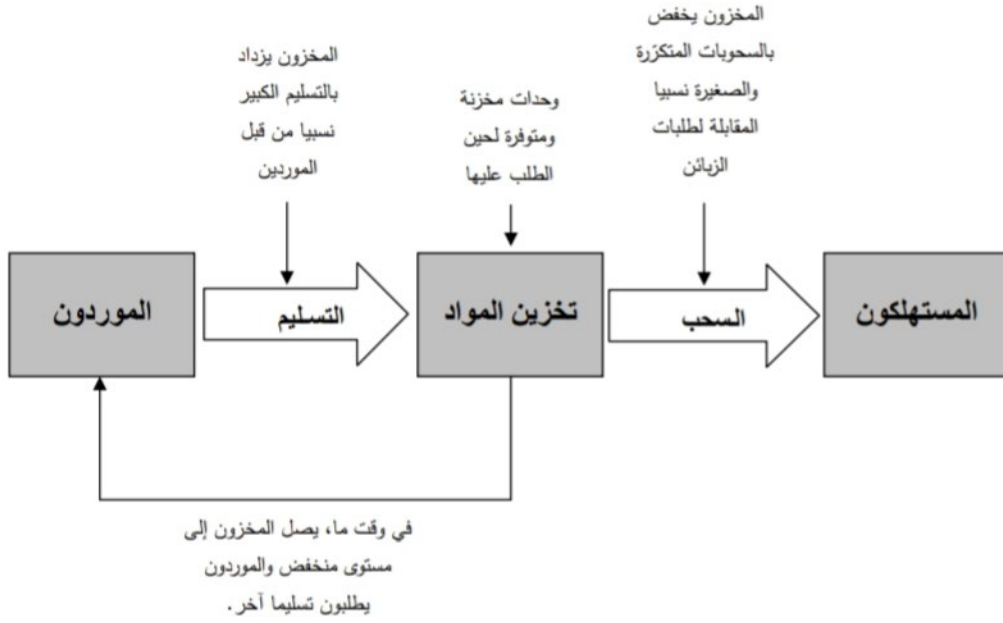 المخزون يخفض
بالسحوبات المتكرّرة
والصغيرة نسبيا
المقابلة لطلبات
الزبائن
وحدات مخزنة
ومتوفرة لحين
الطلب عليها
المخزون يزداد
بالتسليم الكبير
نسبيا من قبل
الموردين
المستهلكون
السحب
تخزين المواد
التسليم
الموردون
في وقت ما، يصل المخزون إلى
مستوى منخفض والموردون
يطلبون تسليما آخر.